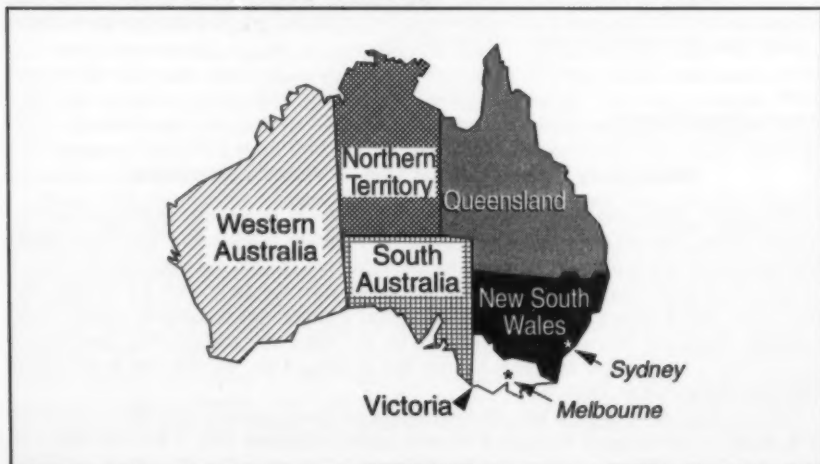 Northern
Territory
Queensland
Western
Australia
South
Australia
New South
Wales
Sydney
Victoria
Melbourne